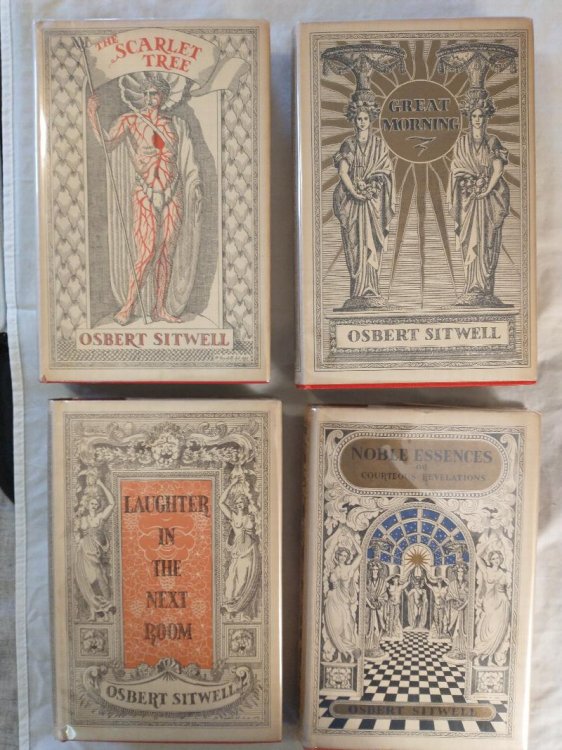 THE
SCARLET
TREE
OSBERT SITWELL
GREAT
MORNING
OSBERT SITWELL
LAUGHTER
IN
THE
NEXT
ROOM
OSBERT SITWELL
NOBLE ESSENCES
OR
COURTEOUS REVELATIONS
OSBERT SITWELL